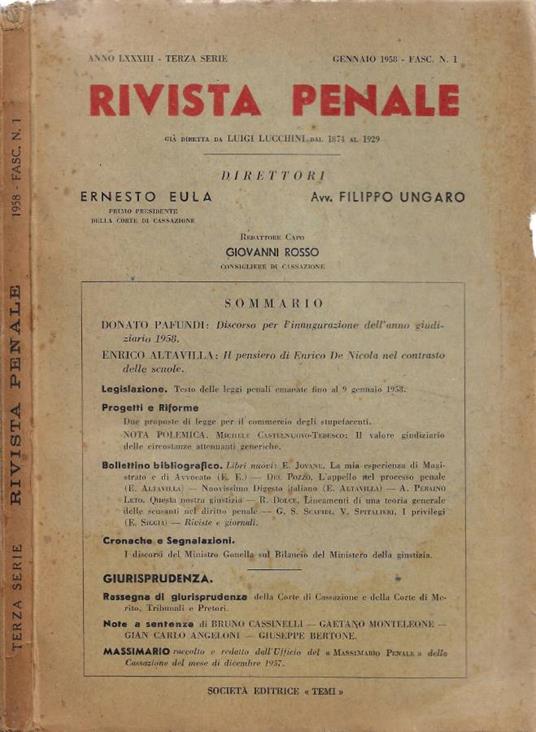 TERZA SERIE RIVISTA PENALE 1958 - FASC. N. 1
ANNO LXXXIII - TERZA SERIE GENNAIO 1958 - FASC. N. 1
RIVISTA PENALE
GIÀ DIRETTA DA LUIGI LUCCHINI DAL 1874 AL 1929
DIRETTORI
ERNESTO EULA Avv. FILIPPO UNGARO
PRIMO PRESIDENTE
DELLA CORTE DI CASSAZIONE
REDATTORE CAPO
GIOVANNI ROSSO
CONSIGLIERE DI CASSAZIONE
SOMMARIO
DONATO PAFUNDI: Discorso per l'inaugurazione dell'anno giudi-
ziario 1958.
ENRICO ALTAVILLA: Il pensiero di Enrico De Nicola nel contrasto
delle scuole.
Legislazione. Testo delle leggi penali emanate fino al 9 gennaio 1958.
Progetti e Riforme
Due proposte di legge per il commercio degli stupefacenti.
NOTA POLEMICA. MICHELE CASTELNUOVO-TEDESCO: Il valore giudiziario
delle circostanze attenuanti generiche.
Bollettino bibliografico. Libri nuovi: E. JOVANE, La mia esperienza di Magi-
strato e di Avvocato (E. E.) — DEL POZZO, L'appello nel processo penale
(E. ALTAVILLA) — Nuovissimo Digesto italiano (E. ALTAVILLA) — A. PERAINO
LETO, Questa nostra giustizia — R. DOLCE, Lineamenti di una teoria generale
delle scusanti nel diritto penale — G. S. V. SPITALIERI, I privilegi
(E. SILGIA) — Riviste e giornali.
Cronache e Segnalazioni.
I discorsi del Ministro Gonella sul Bilancio del Ministero della giustizia.
GIURISPRUDENZA.
Rassegna di giurisprudenza della Corte di Cassazione e della Corte di Me-
rito, Tribunali e Pretori.
Note a sentenze di BRUNO CASSINELLI — GAETANO MONTELEONE —
GIAN CARLO ANGELONI — GIUSEPPE BERTONE.
MASSIMARIO raccolto e redatto dall'Ufficio del « MASSIMARIO PENALE » della
Cassazione del mese di dicembre 1957.
SOCIETÀ EDITRICE « TEMI »